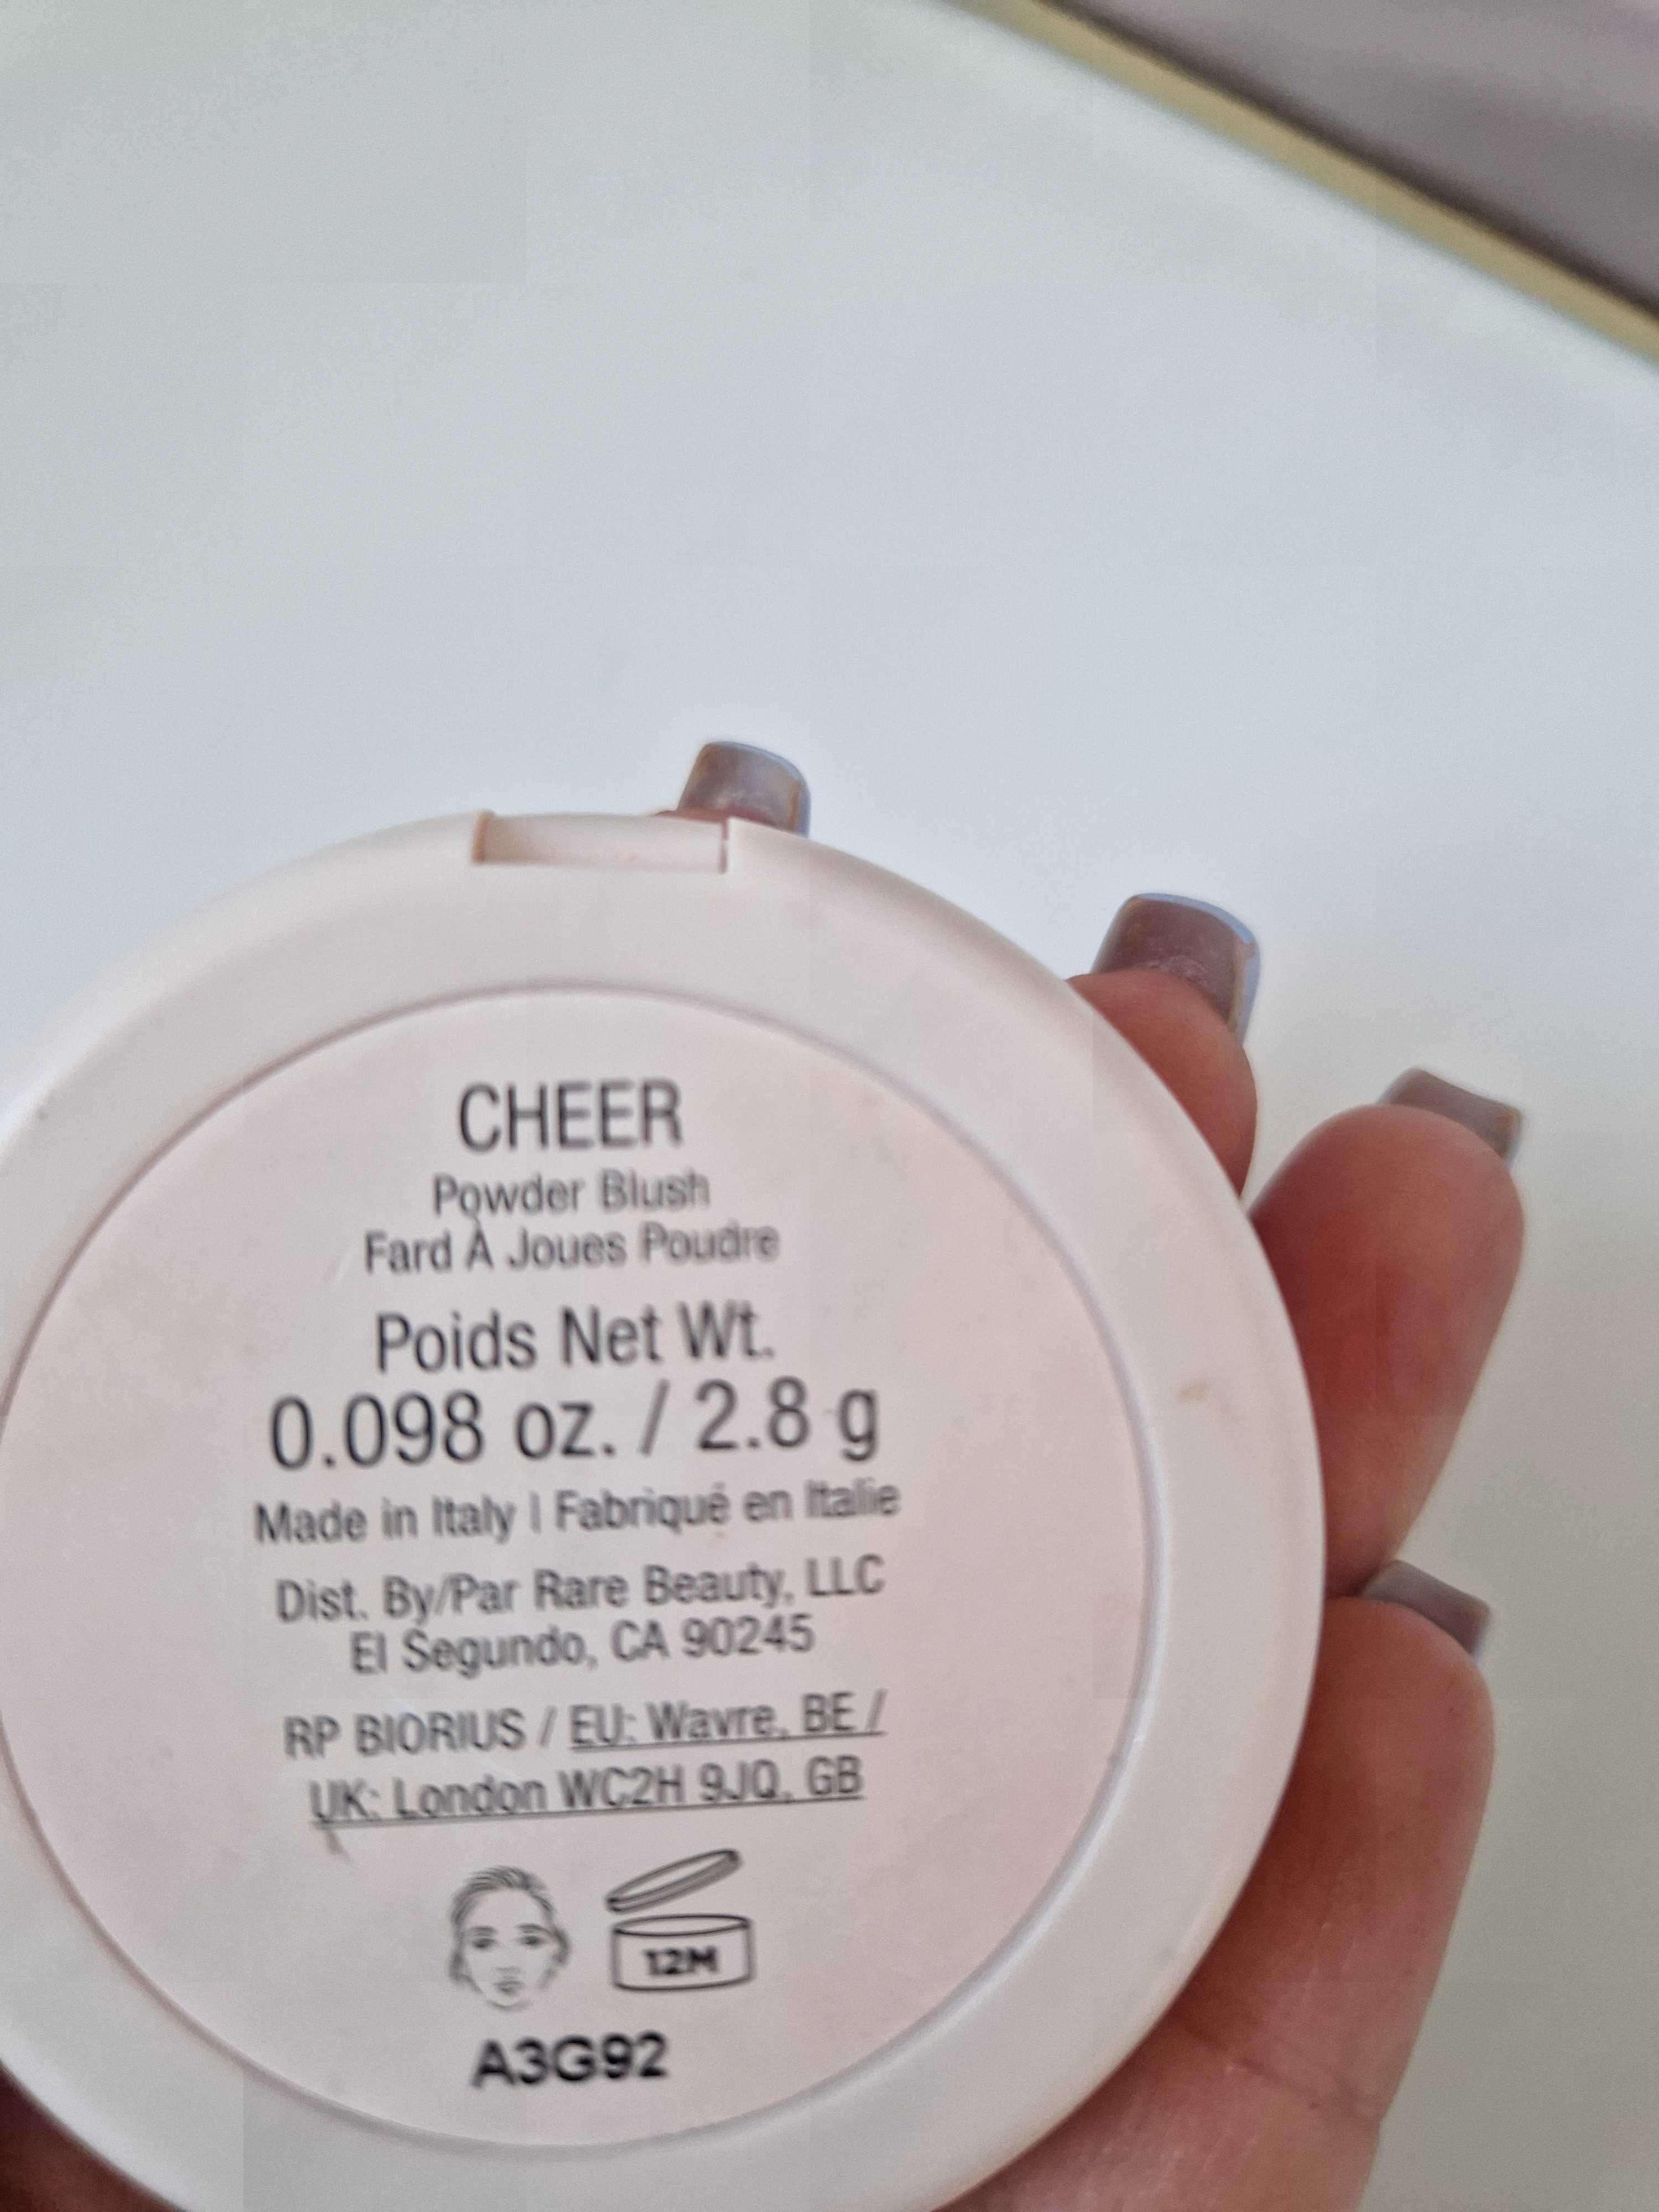 CHEER
Powder Blush
Fard À Joues Poudre
Poids Net Wt.
0.098 oz. / 2.8 g
Made in Italy | Fabriqué en Italie
Dist. By/Par Rare Beauty, LLC
El Segundo, CA 90245
RP BIORIUS / EU: Wavre, BE /
UK: London WC2H 9JQ, GB
12M
A3G92